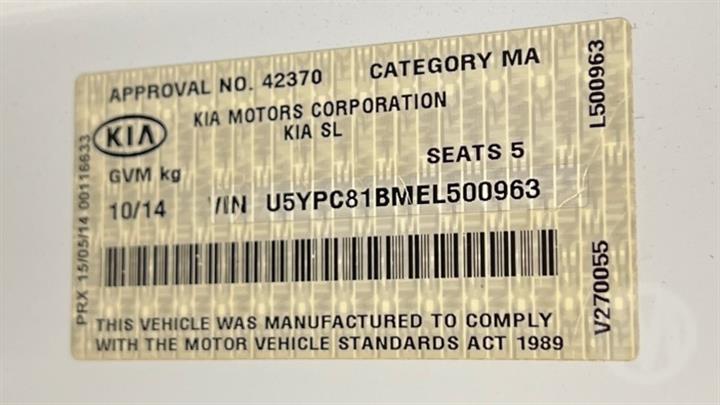 APPROVAL NO. 42370 CATEGORY MA
KIA MOTORS CORPORATION
KIA SL
KIA
SEATS 5
GVM kg
10/14 VIN U5YPC81BMEL500963
THIS VEHICLE WAS MANUFACTURED TO COMPLY
WITH THE MOTOR VEHICLE STANDARDS ACT 1989
PRX 15/05/14 00116633
L500963
V270055